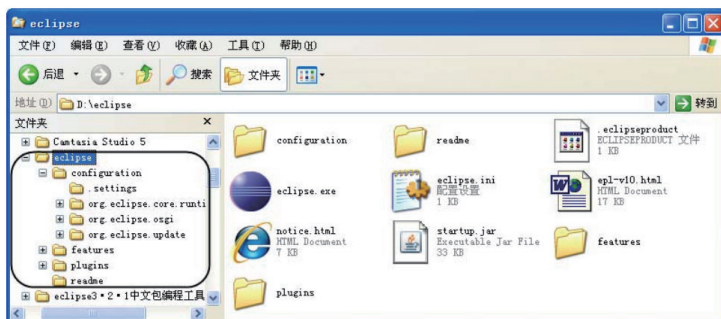 eclipse
文件(F) 编辑(E) 查看(V) 收藏(A) 工具(T) 帮助(H)
后退 搜索 文件夹
地址(D) D:\eclipse 转到
文件夹
Camtasia Studio 5
eclipse
configuration
.settings
org.eclipse.core.runti
org.eclipse.osgi
org.eclipse.update
features
plugins
readme
eclipse3·2·1中文包编程工具
configuration
readme
.eclipseproduct
ECLIPSEPRODUCT 文件
1 KB
eclipse.exe
eclipse.ini
配置设置
1 KB
epl-v10.html
HTML Document
17 KB
notice.html
HTML Document
7 KB
startup.jar
Executable Jar File
33 KB
features
plugins